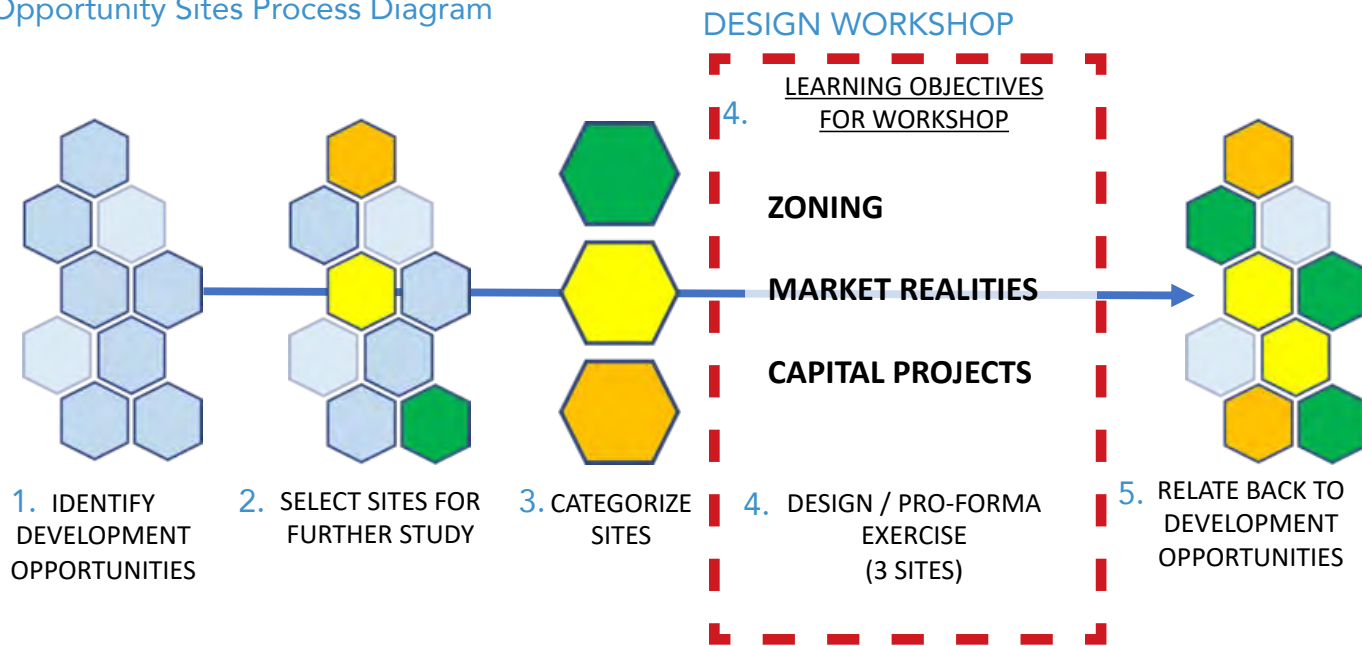 Opportunity Sites Process Diagram
DESIGN WORKSHOP
4.
LEARNING OBJECTIVES
FOR WORKSHOP
ZONING
MARKET REALITIES
CAPITAL PROJECTS
1. IDENTIFY
DEVELOPMENT
OPPORTUNITIES
2. SELECT SITES FOR
FURTHER STUDY
3. CATEGORIZE
SITES
4. DESIGN / PRO-FORMA
EXERCISE
(3 SITES)
5. RELATE BACK TO
DEVELOPMENT
OPPORTUNITIES